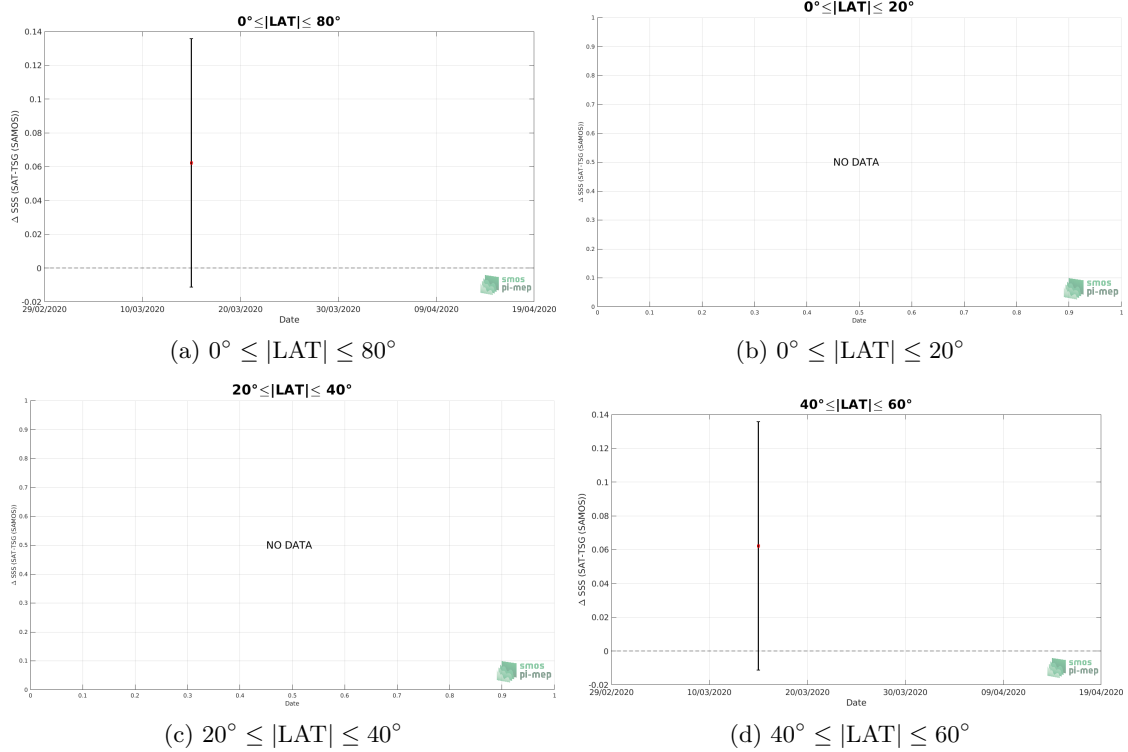 0°≤|LAT|≤ 80°
0.14
0.12
0.1
0.08
0.06
0.04
0.02
0
-0.02
Δ SSS (SAT-TSG (SAMOS))
29/02/2020 10/03/2020 20/03/2020 30/03/2020 09/04/2020 19/04/2020
Date
smos
pi-mep
(a) 0° ≤ |LAT| ≤ 80°
0°≤|LAT|≤ 20°
1
0.9
0.8
0.7
0.6
0.5
0.4
0.3
0.2
0.1
0
Δ SSS (SAT-TSG (SAMOS))
NO DATA
0 0.1 0.2 0.3 0.4 0.5 0.6 0.7 0.8 0.9 1
Date
smos
pi-mep
(b) 0° ≤ |LAT| ≤ 20°
20°≤|LAT|≤ 40°
1
0.9
0.8
0.7
0.6
0.5
0.4
0.3
0.2
0.1
0
Δ SSS (SAT-TSG (SAMOS))
NO DATA
0 0.1 0.2 0.3 0.4 0.5 0.6 0.7 0.8 0.9 1
Date
smos
pi-mep
(c) 20° ≤ |LAT| ≤ 40°
40°≤|LAT|≤ 60°
0.14
0.12
0.1
0.08
0.06
0.04
0.02
0
-0.02
Δ SSS (SAT-TSG (SAMOS))
29/02/2020 10/03/2020 20/03/2020 30/03/2020 09/04/2020 19/04/2020
Date
smos
pi-mep
(d) 40° ≤ |LAT| ≤ 60°